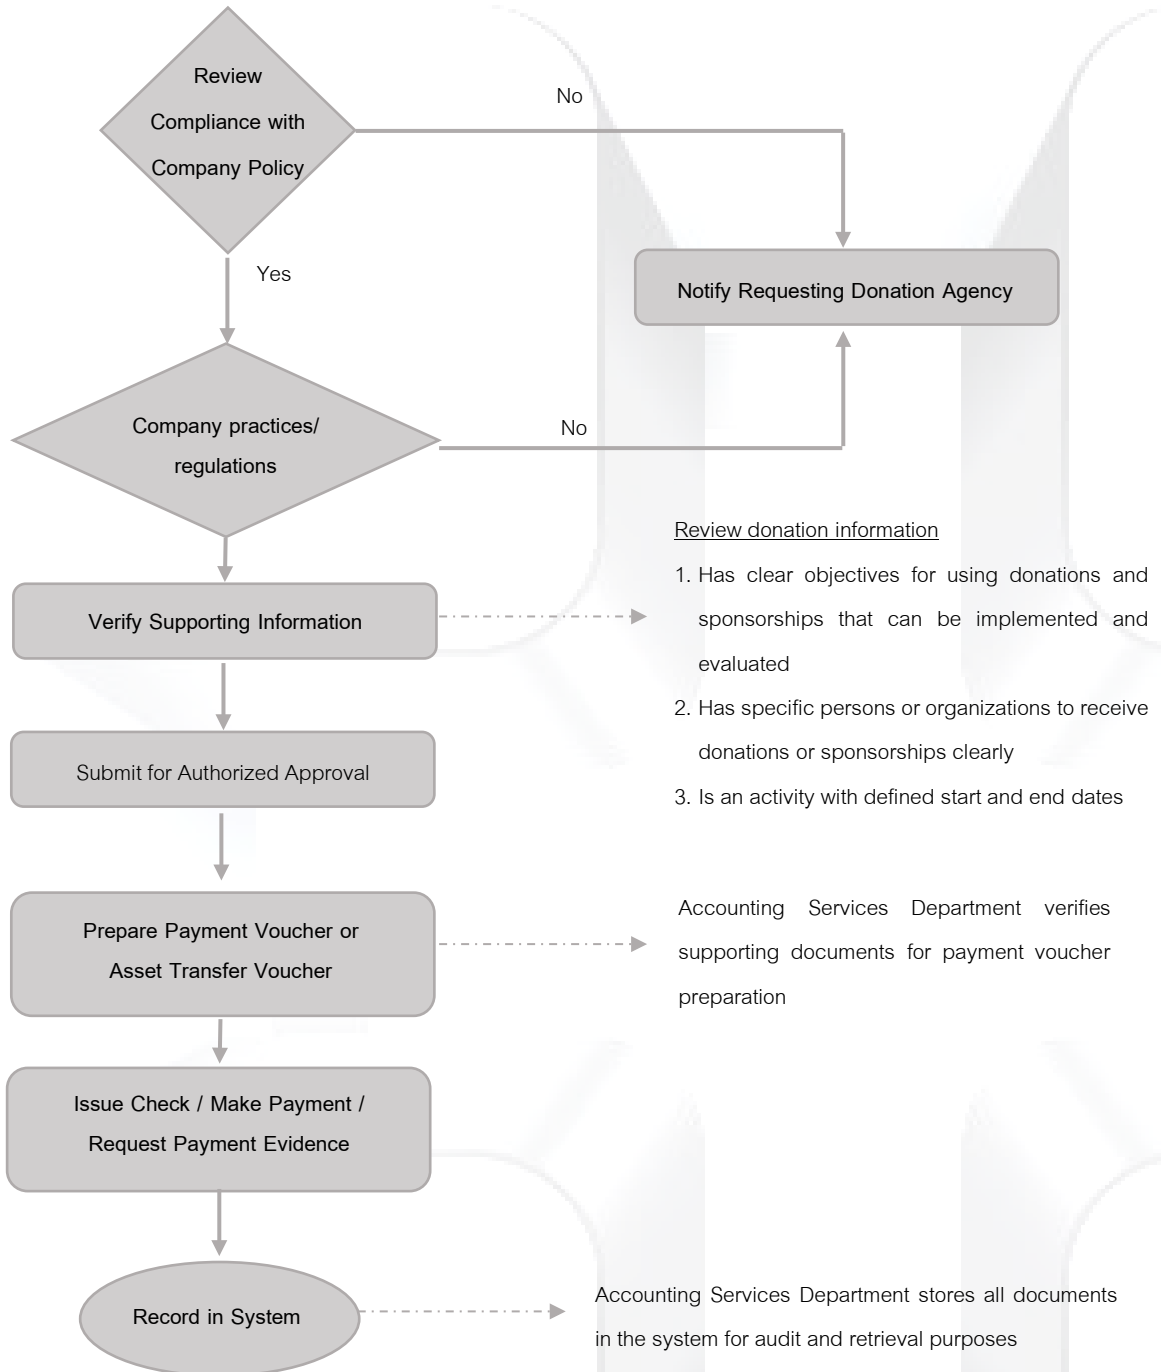 Review
Compliance with
Company Policy
No
Yes
Notify Requesting Donation Agency
Company practices/
regulations
No
Review donation information
1. Has clear objectives for using donations and
sponsorships that can be implemented and
evaluated
2. Has specific persons or organizations to receive
donations or sponsorships clearly
3. Is an activity with defined start and end dates
Verify Supporting Information
Submit for Authorized Approval
Prepare Payment Voucher or
Asset Transfer Voucher
Accounting Services Department verifies
supporting documents for payment voucher
preparation
Issue Check / Make Payment /
Request Payment Evidence
Record in System
Accounting Services Department stores all documents
in the system for audit and retrieval purposes